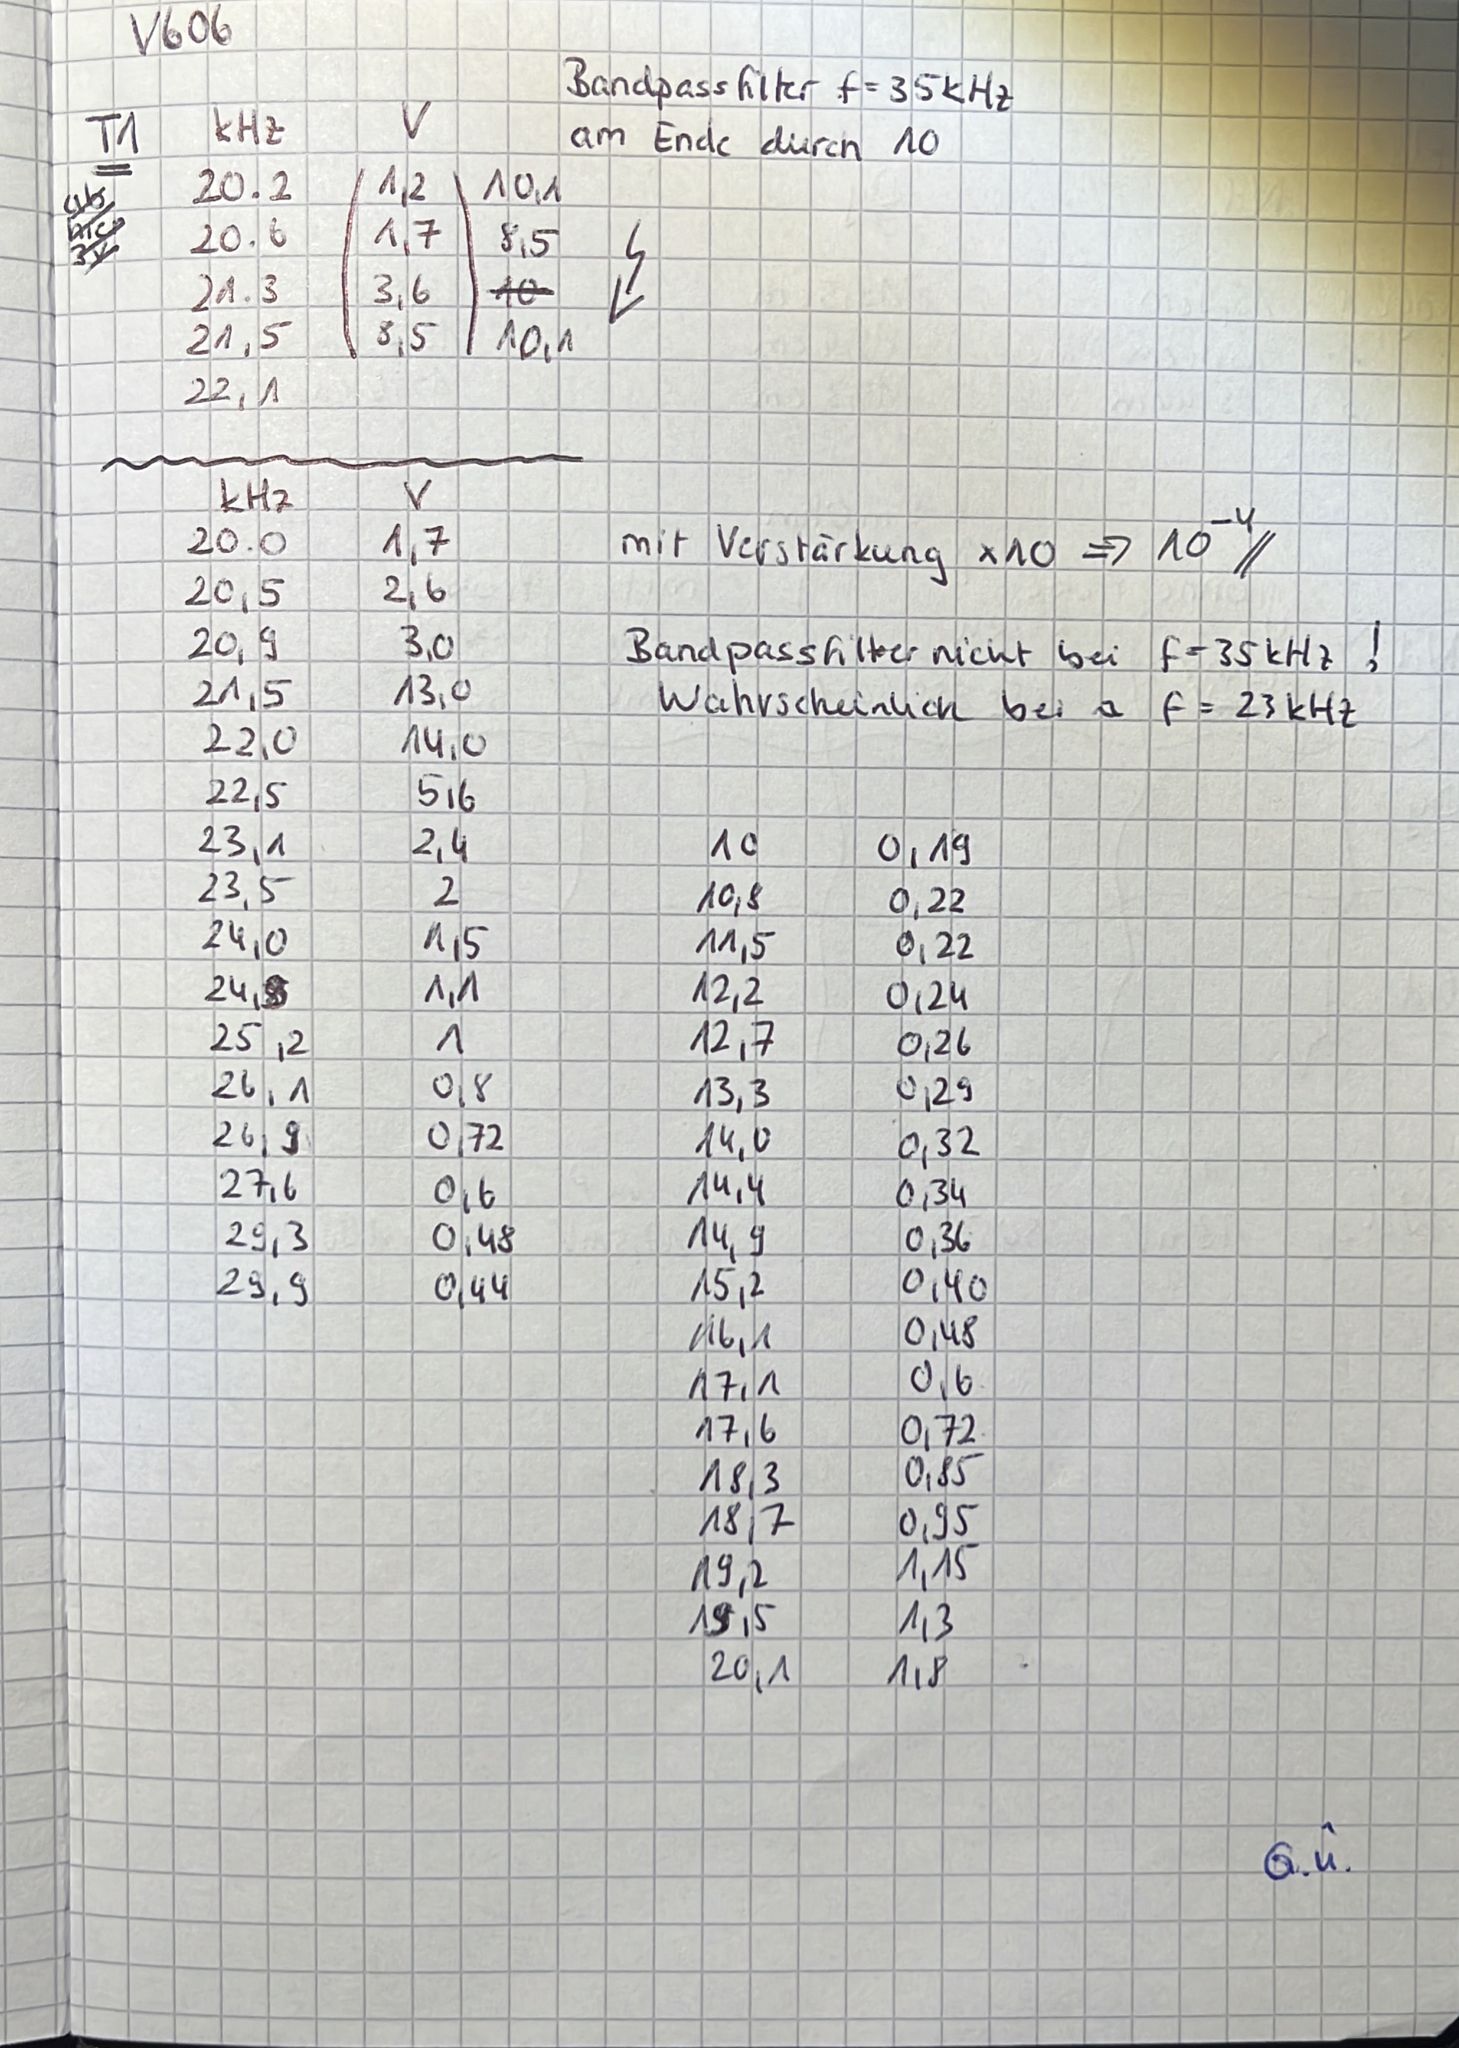 V606
Bandpassfilter f=35kHz
am Ende durch 10
T1 kHz V
20.2 ( 1,2 ) 10,1
20.6 1,7 8,5
21.3 3,6 10
21,5 8,5 10,1
22,1
kHz V
20.0 1,7
20,5 2,6
20,9 3,0
21,5 13,0
22,0 14,0
22,5 5,6
23,1 2,4
23,5 2
24,0 1,5
24, 1,1
25,2 1
26,1 0,8
26,9 0,72
27,6 0,6
29,3 0,48
29,9 0,44
mit Verstärkung x10 => 10^-4 //
Bandpassfilter nicht bei f=35kHz !
Wahrscheinlich bei f= 23kHz
10 0,19
10,8 0,22
11,5 0,22
12,2 0,24
12,7 0,26
13,3 0,29
14,0 0,32
14,4 0,34
14,9 0,36
15,2 0,40
16,1 0,48
17,1 0,6
17,6 0,72
18,3 0,85
18,7 0,95
19,2 1,15
19,5 1,3
20,1 1,8